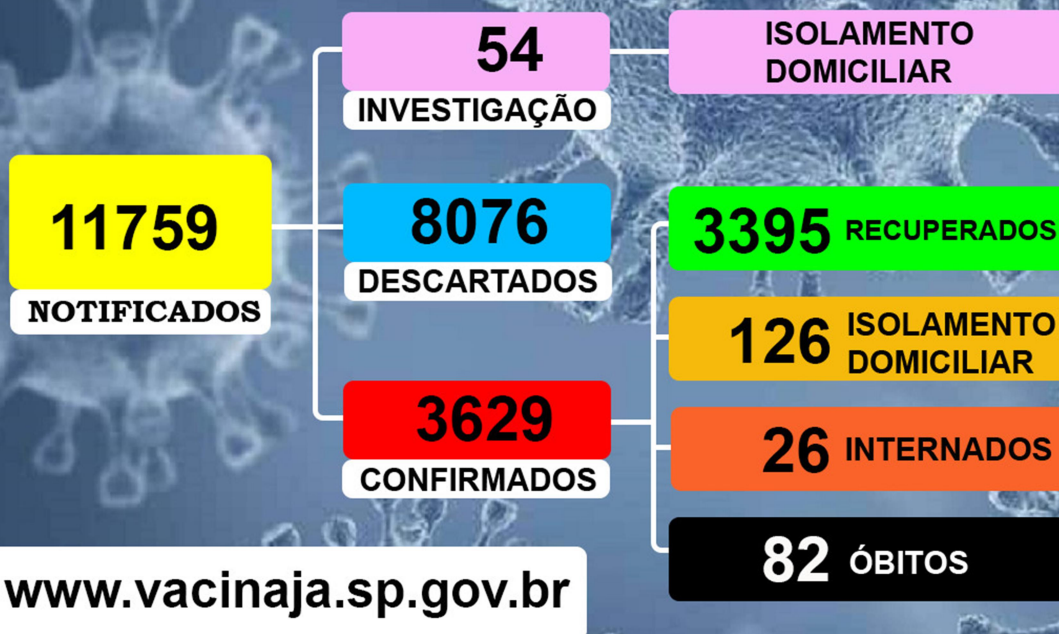 11759
NOTIFICADOS
54
INVESTIGAÇÃO
ISOLAMENTO
DOMICILIAR
8076
DESCARTADOS
3629
CONFIRMADOS
3395 RECUPERADOS
126 ISOLAMENTO
DOMICILIAR
26 INTERNADOS
82 ÓBITOS
www.vacinaja.sp.gov.br